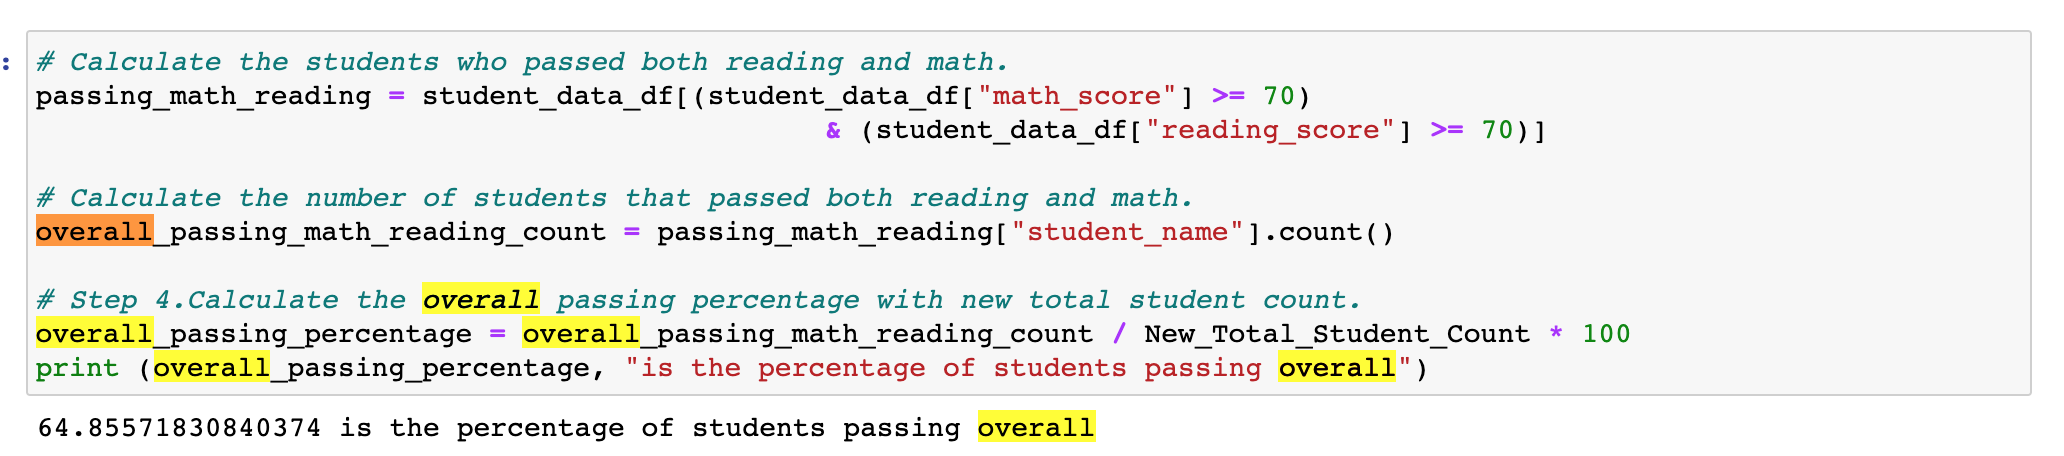 :
# Calculate the students who passed both reading and math.
passing_math_reading = student_data_df[(student_data_df["math_score"] >= 70)
& (student_data_df["reading_score"] >= 70)]
# Calculate the number of students that passed both reading and math.
overall_passing_math_reading_count = passing_math_reading["student_name"].count()
# Step 4.Calculate the overall passing percentage with new total student count.
overall_passing_percentage = overall_passing_math_reading_count / New_Total_Student_Count * 100
print (overall_passing_percentage, "is the percentage of students passing overall")
64.85571830840374 is the percentage of students passing overall